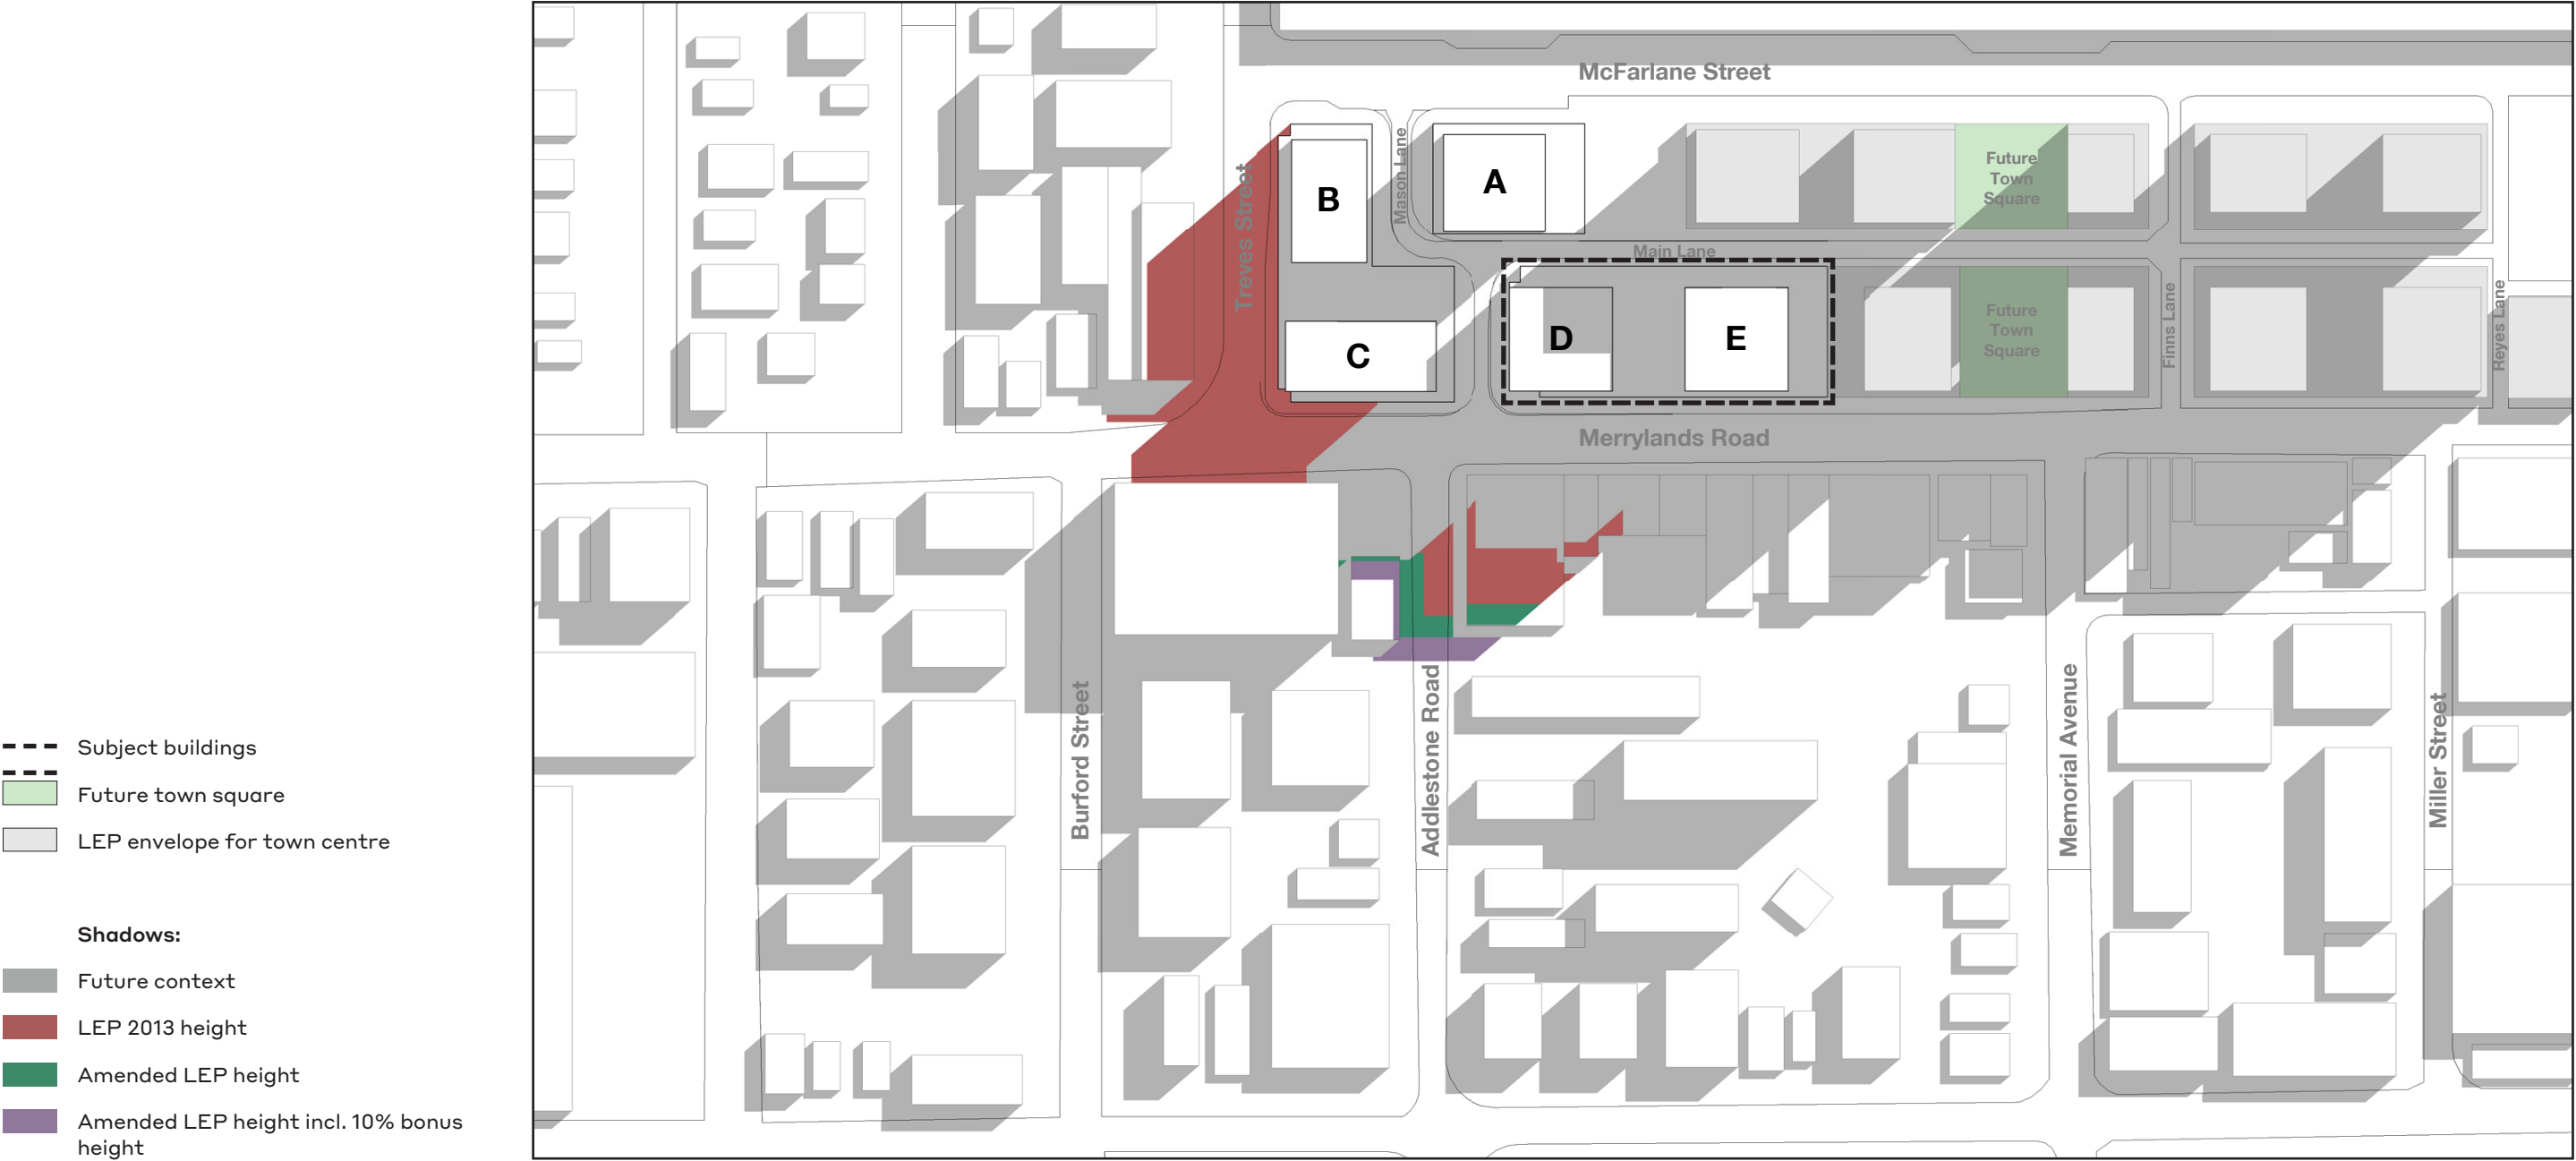 McFarlane Street
Treves Street
B
Mason Lane
A
Future
Town
Square
Main Lane
C
D
E
Future
Town
Square
Finns Lane
Reyes Lane
Merrylands Road
Burford Street
Addlestone Road
Memorial Avenue
Miller Street
Subject buildings
Future town square
LEP envelope for town centre
Shadows:
Future context
LEP 2013 height
Amended LEP height
Amended LEP height incl. 10% bonus
height